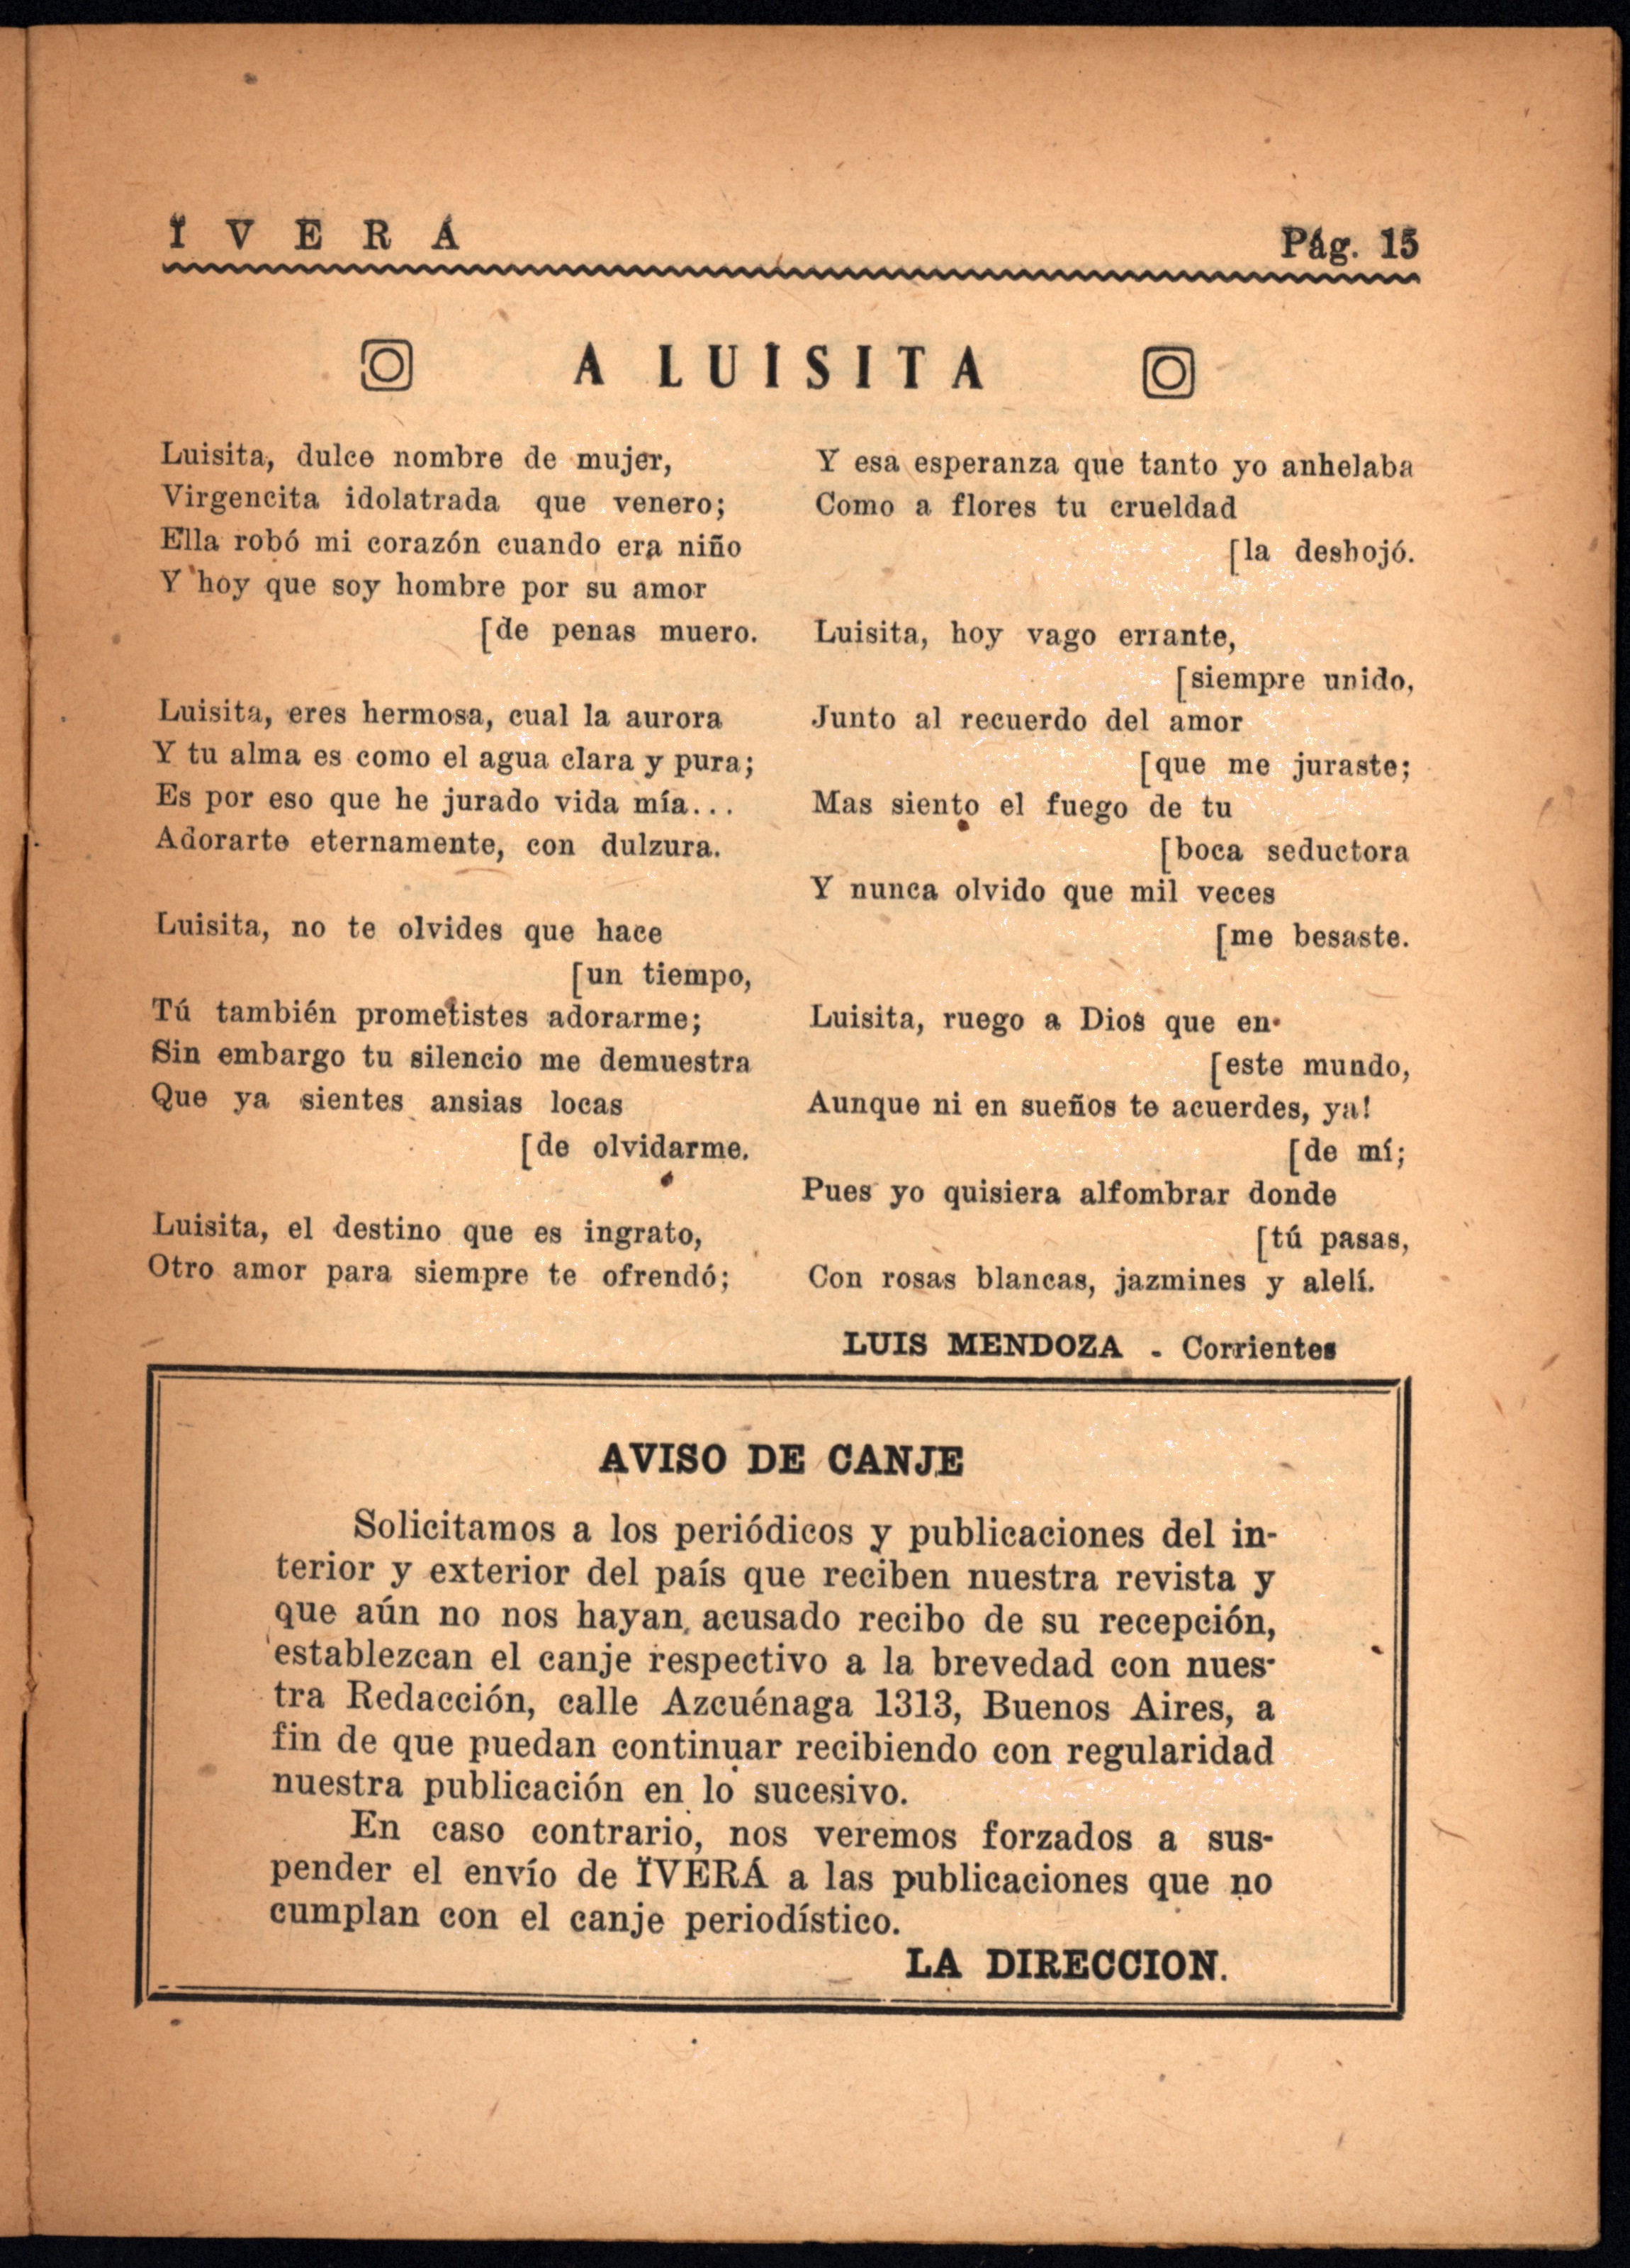 Ï V E R Á
Pág. 15
A LUISITA
Luisita, dulce nombre de mujer,
Virgencita idolatrada que venero;
Ella robó mi corazón cuando era niño
Y hoy que soy hombre por su amor
[de penas muero.
Luisita, eres hermosa, cual la aurora
Y tu alma es como el agua clara y pura;
Es por eso que he jurado vida mía...
Adorarte eternamente, con dulzura.
Luisita, no te olvides que hace
[un tiempo,
Tú también prometistes adorarme;
Sin embargo tu silencio me demuestra
Que ya sientes ansias locas
[de olvidarme.
Luisita, el destino que es ingrato,
Otro amor para siempre te ofrendó;
Y esa esperanza que tanto yo anhelaba
Como a flores tu crueldad
[la deshojó.
Luisita, hoy vago errante,
[siempre unido,
Junto al recuerdo del amor
[que me juraste;
Mas siento el fuego de tu
[boca seductora
Y nunca olvido que mil veces
[me besaste.
Luisita, ruego a Dios que en
[este mundo,
Aunque ni en sueños te acuerdes, ya!
[de mí;
Pues yo quisiera alfombrar donde
[tú pasas,
Con rosas blancas, jazmines y alelí.
LUIS MENDOZA - Corrientes
AVISO DE CANJE
Solicitamos a los periódicos y publicaciones del in-
terior y exterior del país que reciben nuestra revista y
que aún no nos hayan acusado recibo de su recepción,
establezcan el canje respectivo a la brevedad con nues-
tra Redacción, calle Azcuénaga 1313, Buenos Aires, a
fin de que puedan continuar recibiendo con regularidad
nuestra publicación en lo sucesivo.
En caso contrario, nos veremos forzados a sus-
pender el envío de ÏVERÁ a las publicaciones que no
cumplan con el canje periodístico.
LA DIRECCION.